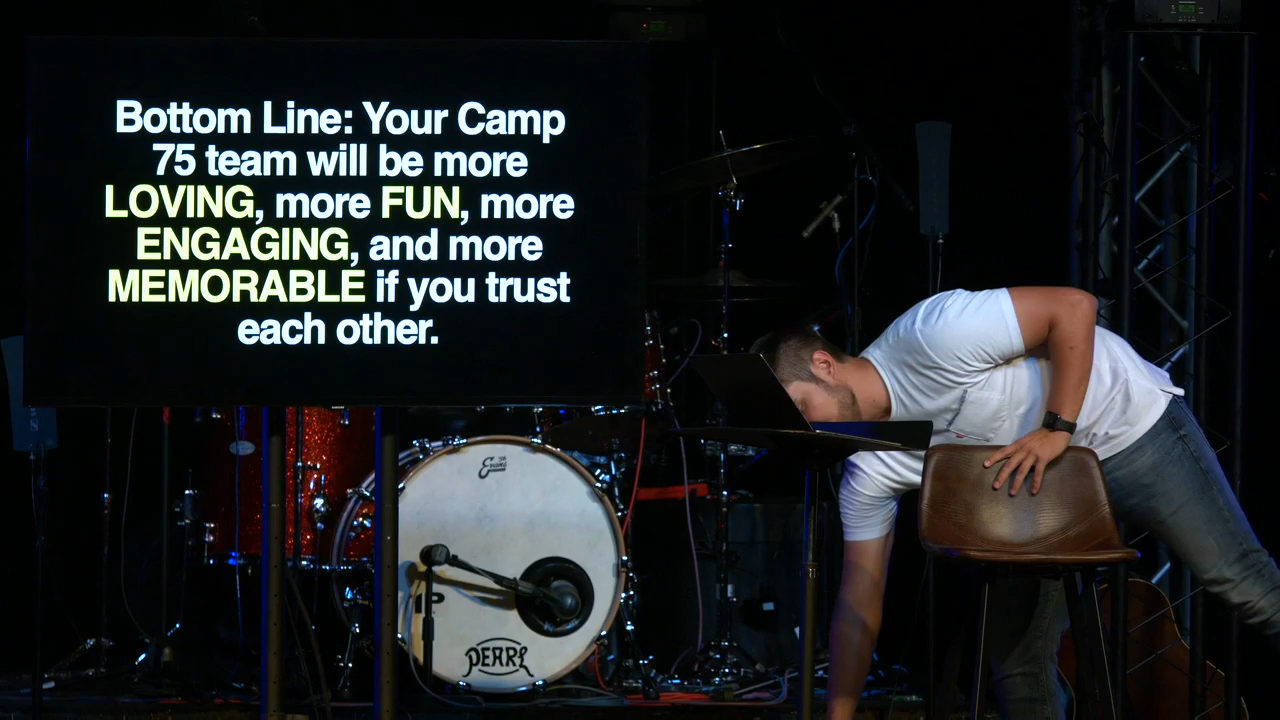 Bottom Line: Your Camp
75 team will be more
LOVING, more FUN, more
ENGAGING, and more
MEMORABLE if you trust
each other.
Evans
PEARL